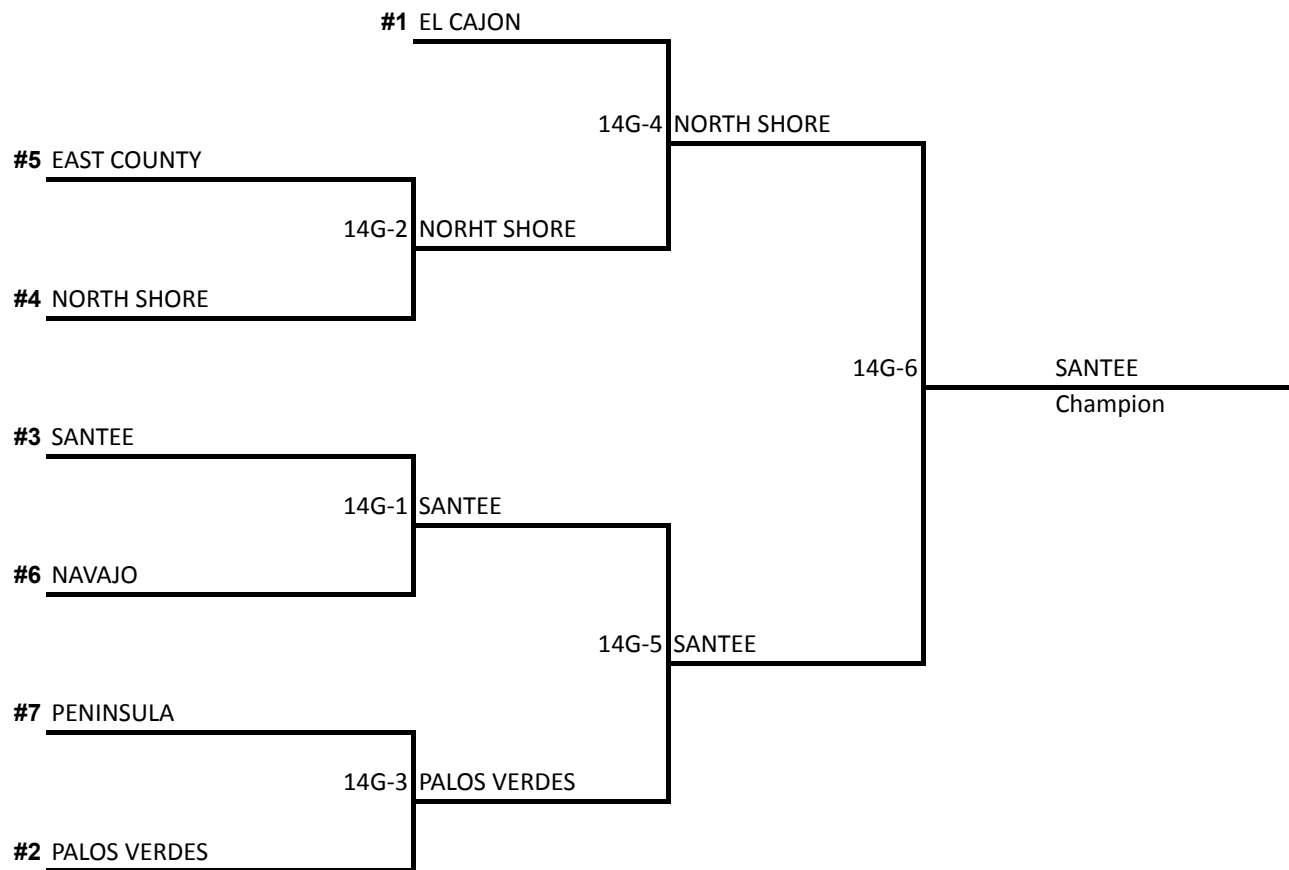 #1 EL CAJON
14G-4 NORTH SHORE
#5 EAST COUNTY
14G-2 NORHT SHORE
#4 NORTH SHORE
14G-6 SANTEE
Champion
#3 SANTEE
14G-1 SANTEE
#6 NAVAJO
14G-5 SANTEE
#7 PENINSULA
14G-3 PALOS VERDES
#2 PALOS VERDES